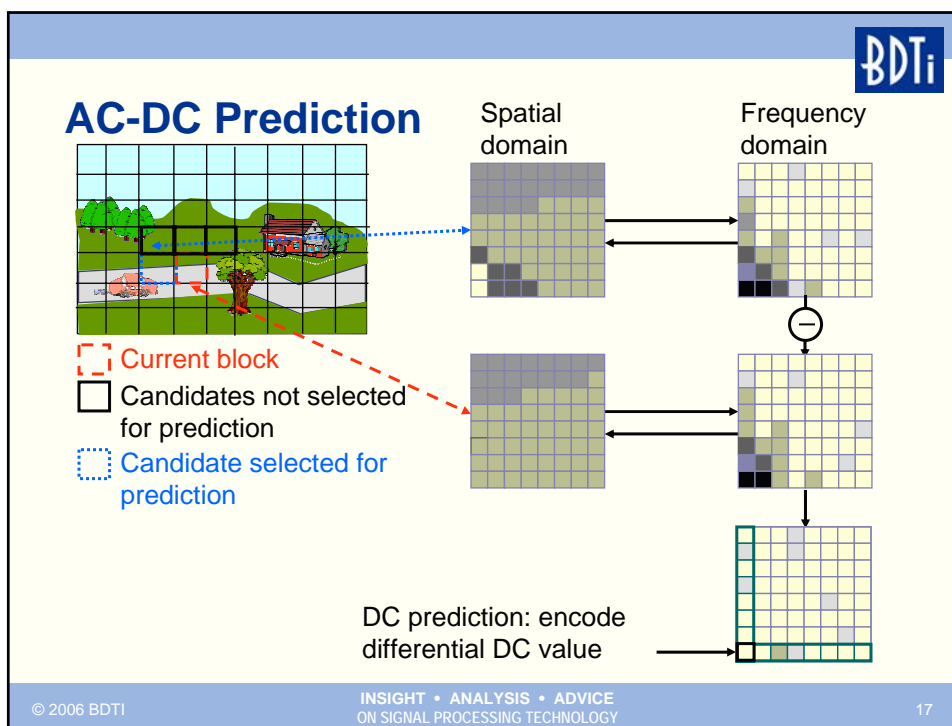 BDTi
AC-DC Prediction
Spatial
domain
Frequency
domain
Current block
Candidates not selected
for prediction
Candidate selected for
prediction
DC prediction: encode
differential DC value
© 2006 BDTI
INSIGHT • ANALYSIS • ADVICE
ON SIGNAL PROCESSING TECHNOLOGY
17